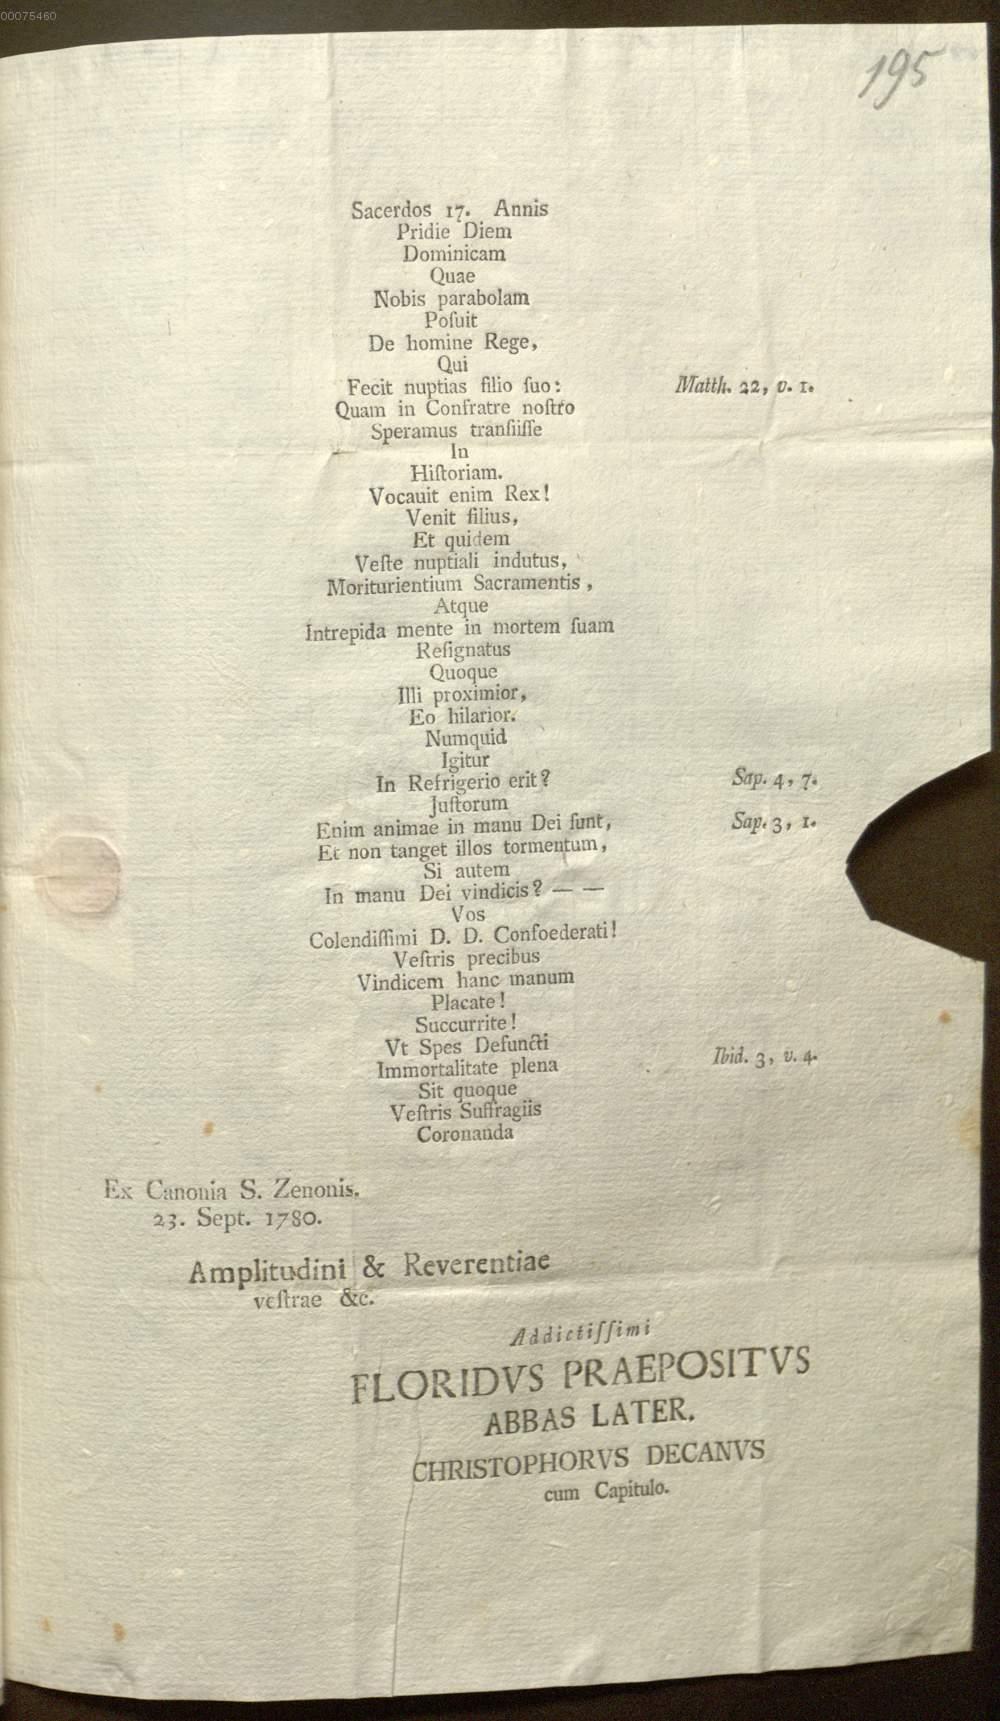 00075460
195
Sacerdos 17. Annis
Pridie Diem
Dominicam
Quae
Nobis parabolam
Poſuit
De homine Rege,
Qui
Fecit nuptias filio ſuo: Matth. 22, v. 1.
Quam in Confratre noſtro
Speramus tranſiiſſe
In
Hiſtoriam.
Vocauit enim Rex!
Venit filius,
Et quidem
Veſte nuptiali indutus,
Moriturientium Sacramentis,
Atque
Intrepida mente in mortem ſuam
Reſignatus
Quoque
Illi proximior,
Eo hilarior.
Numquid
Igitur
In Refrigerio erit? Sap. 4, 7.
Juſtorum
Enim animae in manu Dei ſunt, Sap. 3, 1.
Et non tanget illos tormentum,
Si autem
In manu Dei vindicis? — —
Vos
Colendiſſimi D. D. Confoederati!
Veſtris precibus
Vindicem hanc manum
Placate!
Succurrite!
Vt Spes Defuncti
Immortalitate plena Ibid. 3, v. 4.
Sit quoque
Veſtris Suffragiis
Coronanda
Ex Canonia S. Zenonis.
23. Sept. 1780.
Amplitudini & Reverentiae
veſtrae &c.
Addictiſſimi
FLORIDVS PRAEPOSITVS
ABBAS LATER.
CHRISTOPHORVS DECANVS
cum Capitulo.